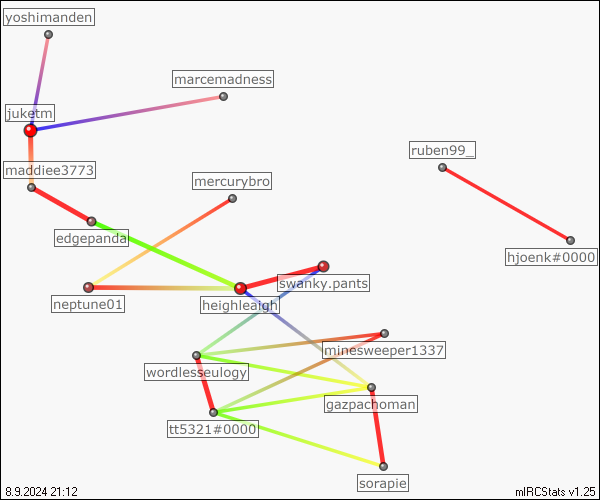 yoshimanden
marcemadness
juketm
ruben99_
maddiee3773
mercurybro
edgepanda
hjoenk#0000
swanky.pants
neptune01
heighleaigh
minesweeper1337
wordlesseulogy
gazpachoman
tt5321#0000
sorapie
8.9.2024 21:12
mIRCStats v1.25